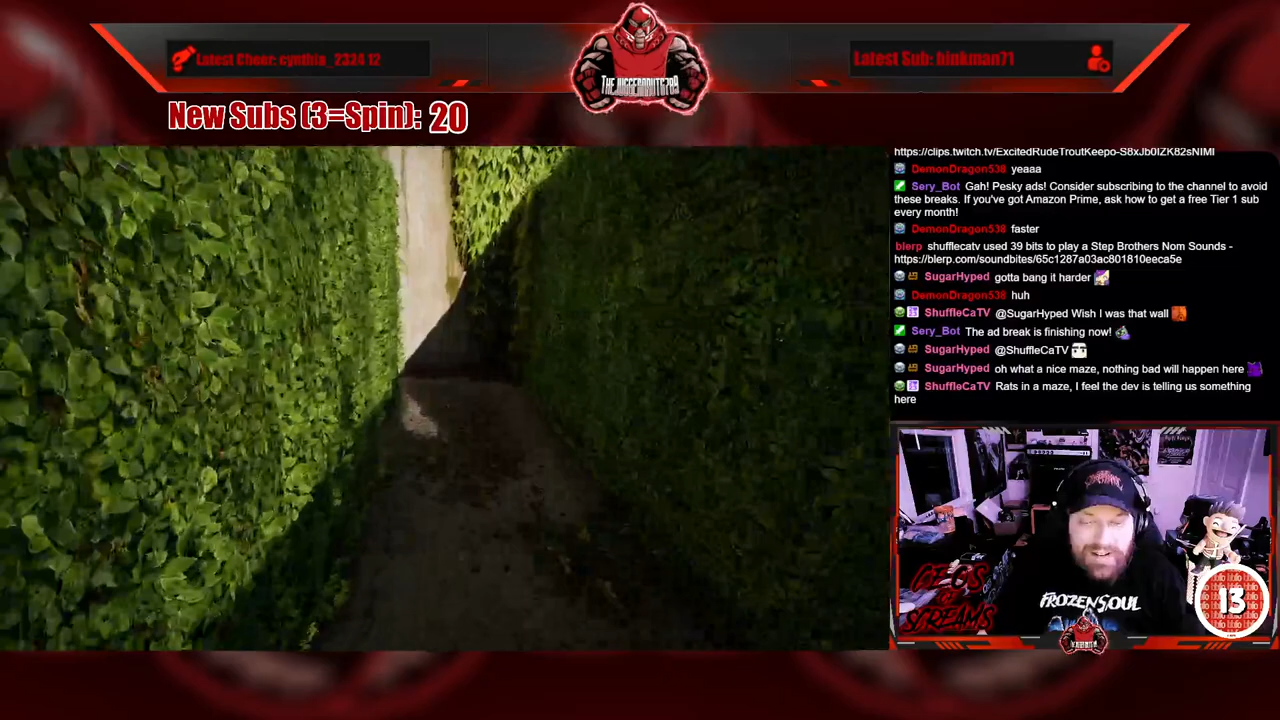 Latest Cheer: cynthia_2324 12
THEJUGGERNAUT6789
Latest Sub: hinkman71
New Subs (3=Spin): 20
https://clips.twitch.tv/ExcitedRudeTroutKeepo-S8xJb0IZK82sNIMI
DemonDragon538 yeaaa
Sery_Bot Gah! Pesky ads! Consider subscribing to the channel to avoid
these breaks. If you've got Amazon Prime, ask how to get a free Tier 1 sub
every month!
DemonDragon538 faster
blerp shufflecatv used 39 bits to play a Step Brothers Nom Sounds -
https://blerp.com/soundbites/65c1287a03ac801810eeca5e
SugarHyped gotta bang it harder
DemonDragon538 huh
ShuffleCaTV @SugarHyped Wish I was that wall
Sery_Bot The ad break is finishing now!
SugarHyped @ShuffleCaTV
SugarHyped oh what a nice maze, nothing bad will happen here
ShuffleCaTV Rats in a maze, I feel the dev is telling us something
here
SCREAMS
FROZEN SOUL
13